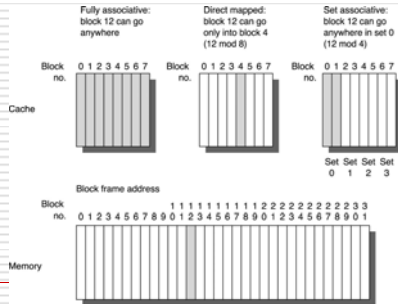 Fully associative:
block 12 can go
anywhere
Direct mapped:
block 12 can go
only into block 4
(12 mod 8)
Set associative:
block 12 can go
anywhere in set 0
(12 mod 4)
Block no. 0 1 2 3 4 5 6 7
Block no. 0 1 2 3 4 5 6 7
Block no. 0 1 2 3 4 5 6 7
Cache
Set Set Set Set
0 1 2 3
Block frame address
Block 1 1 1 1 1 1 1 1 1 1 2 2 2 2 2 2 2 2 2 2 3 3
no. 0 1 2 3 4 5 6 7 8 9 0 1 2 3 4 5 6 7 8 9 0 1 2 3 4 5 6 7 8 9 0 1
Memory